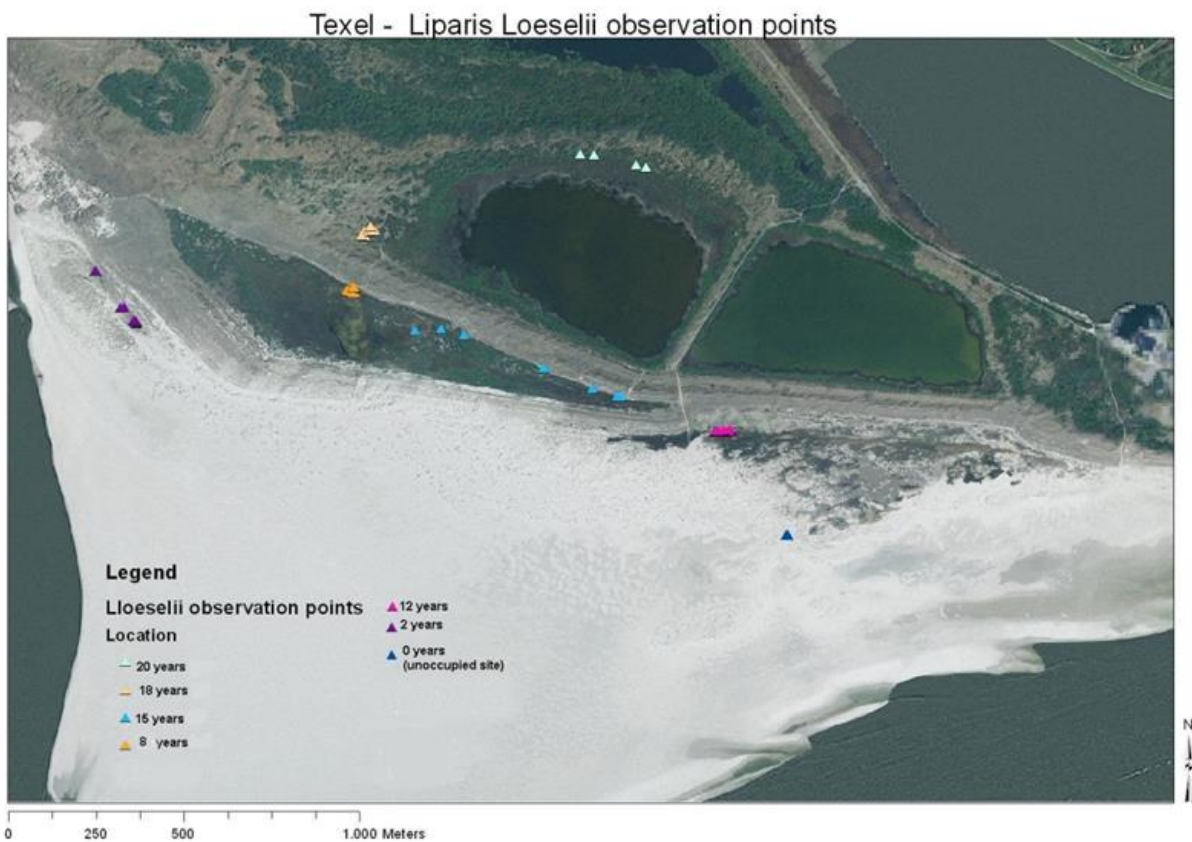 Texel - Liparis Loeselii observation points
Legend
Lloeselii observation points
Location
20 years
18 years
15 years
8 years
12 years
2 years
0 years
(unoccupied site)
N
0 250 500 1.000 Meters